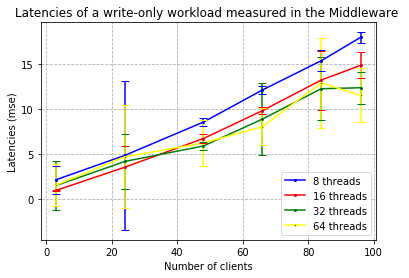 Latencies of a write-only workload measured in the Middleware
Latencies (mse)
15
10
5
0
0
20
40
60
80
100
Number of clients
8 threads
16 threads
32 threads
64 threads